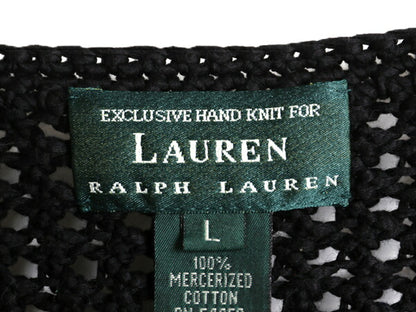 EXCLUSIVE HAND KNIT FOR
LAUREN
RALPH LAUREN
L
100%
MERCERIZED
COTTON